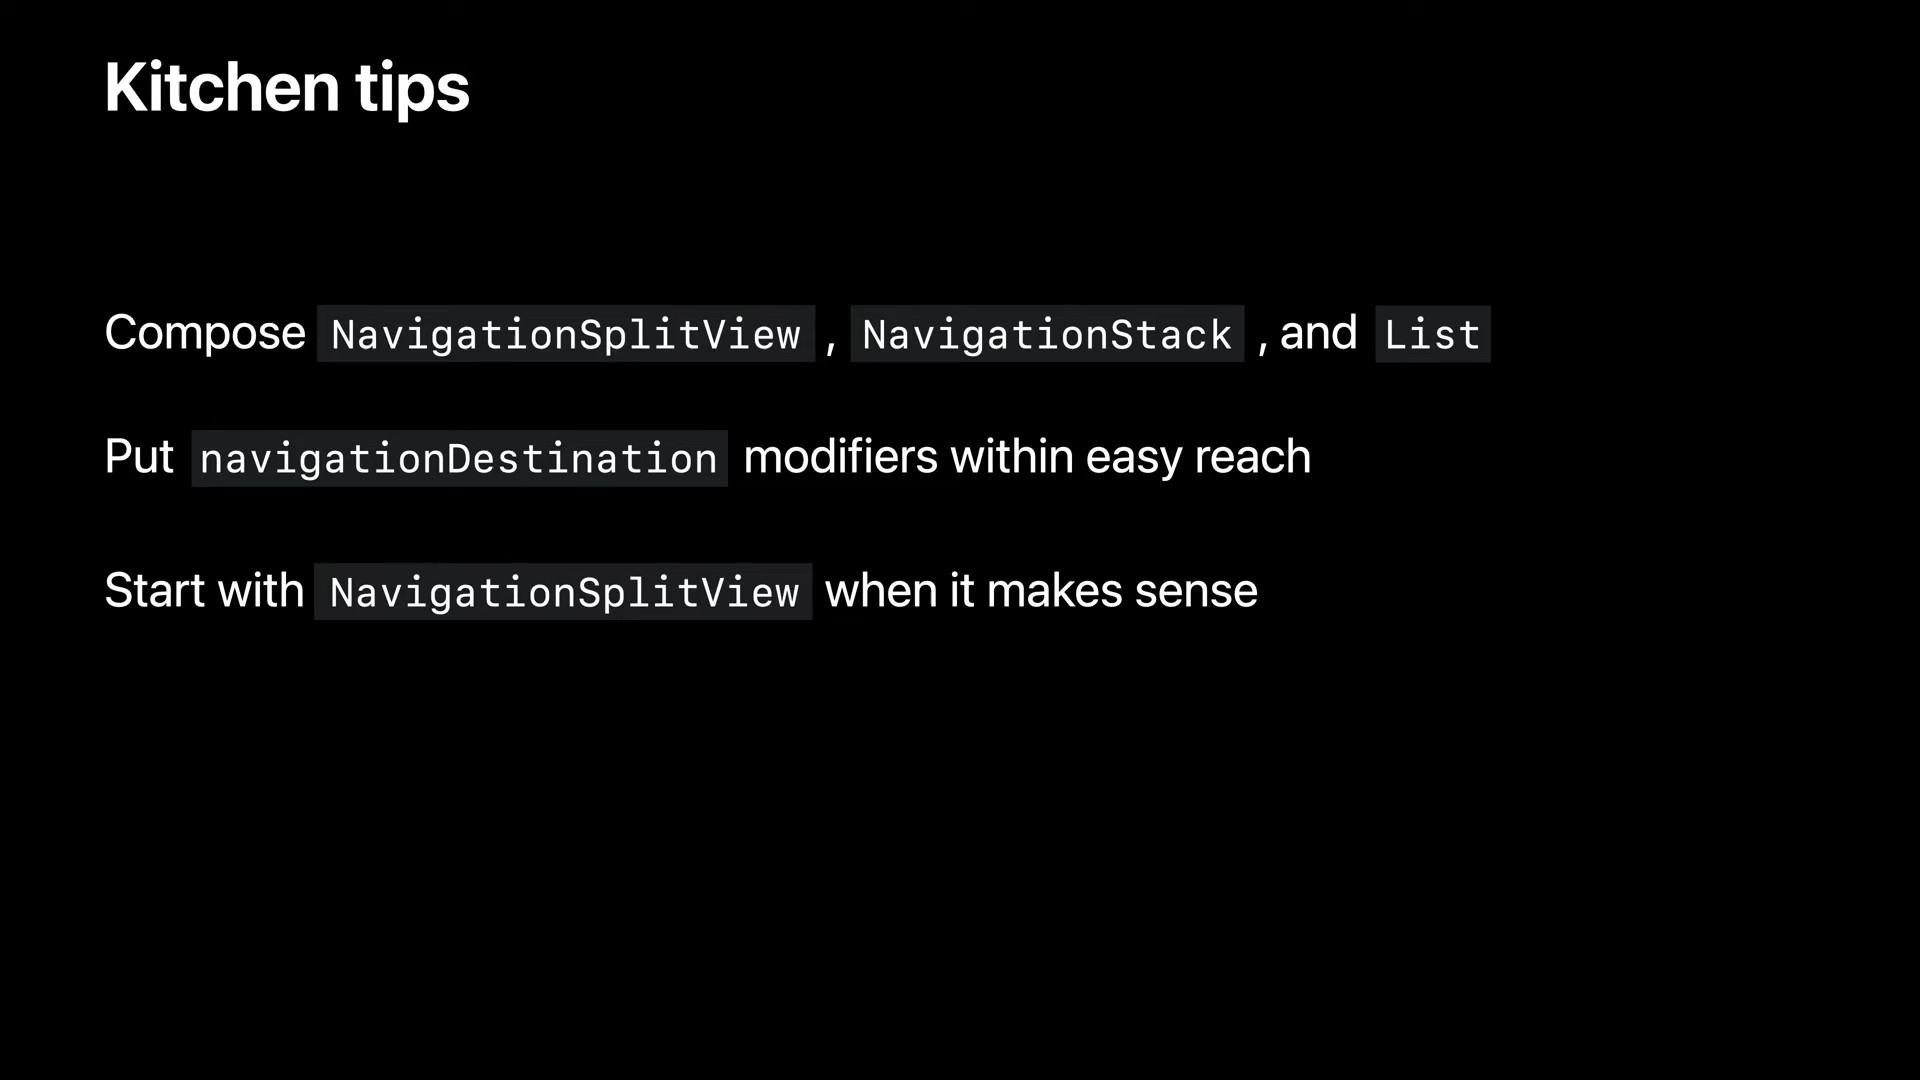 Kitchen tips
Compose NavigationSplitView , NavigationStack , and List
Put navigationDestination modifiers within easy reach
Start with NavigationSplitView when it makes sense